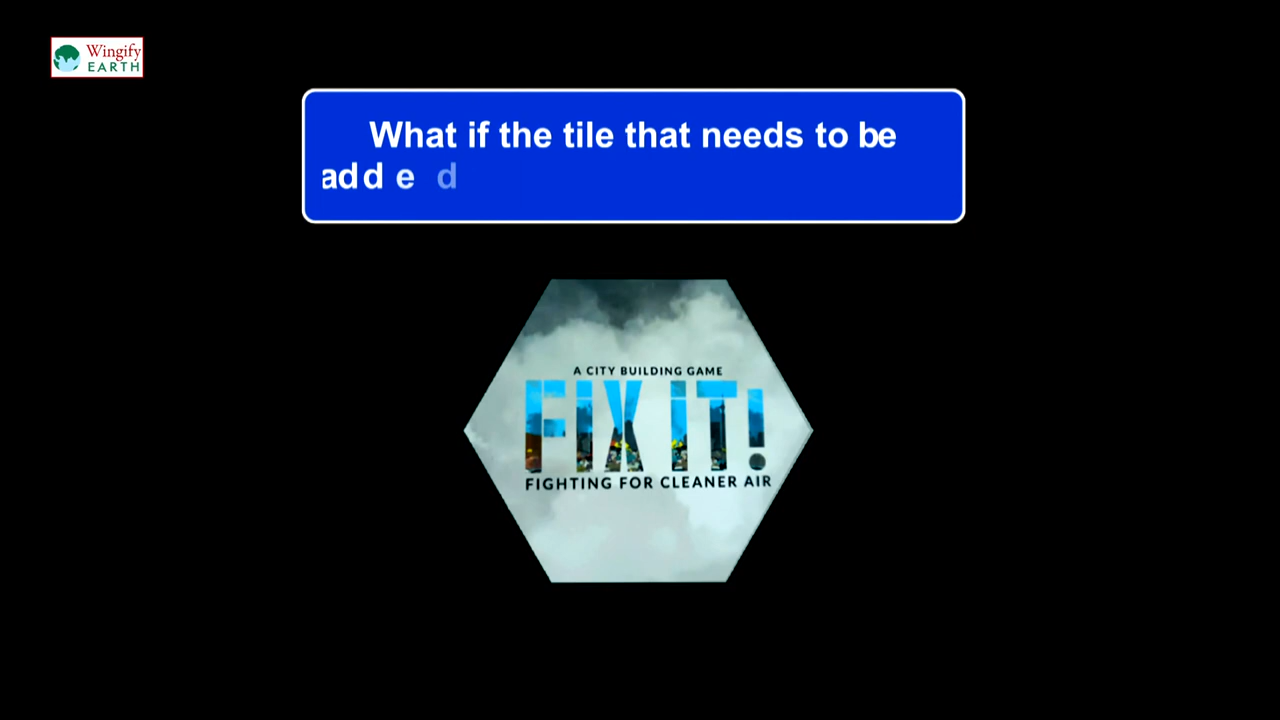 Wingify
EARTH
What if the tile that needs to be
added
A CITY BUILDING GAME
FIX IT!
FIGHTING FOR CLEANER AIR